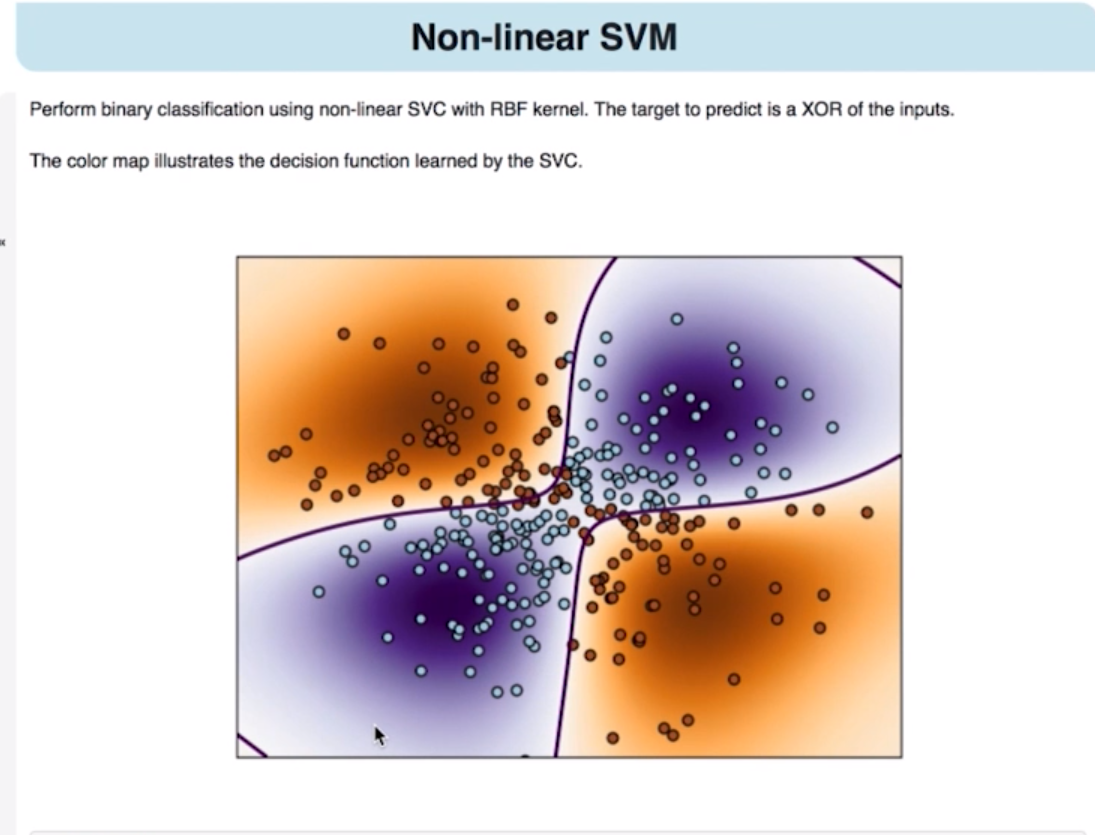 Non-linear SVM
Perform binary classification using non-linear SVC with RBF kernel. The target to predict is a XOR of the inputs.
The color map illustrates the decision function learned by the SVC.